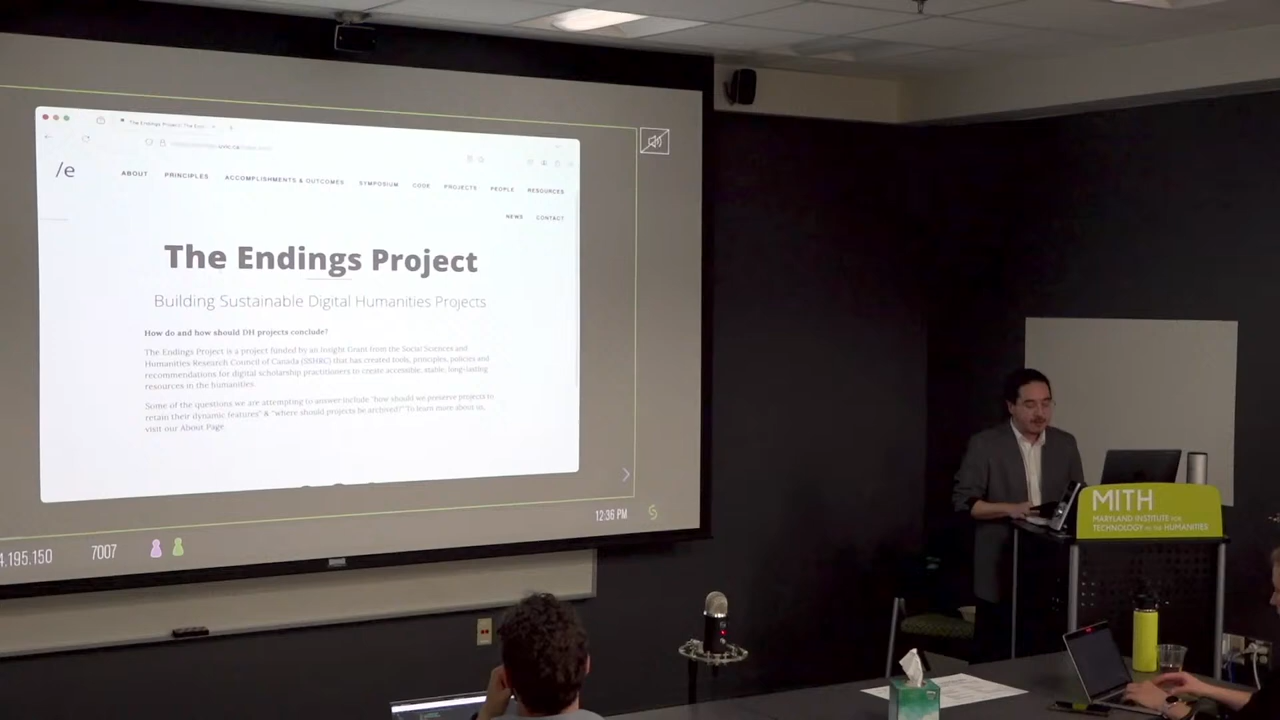 The Endings Project: The Endi
/e
ABOUT PRINCIPLES ACCOMPLISHMENTS & OUTCOMES SYMPOSIUM CODE PROJECTS PEOPLE RESOURCES
NEWS CONTACT
The Endings Project
Building Sustainable Digital Humanities Projects
How do and how should DH projects conclude?
The Endings Project is a project funded by an Insight Grant from the Social Sciences and
Humanities Research Council of Canada (SSHRC) that has created tools, principles, policies and
recommendations for digital scholarship practitioners to create accessible, stable, long-lasting
resources in the humanities.
Some of the questions we are attempting to answer include "how should we preserve projects to
retain their dynamic features" & "where should projects be archived?" To learn more about us,
visit our About Page
12:36 PM
4.195.150 7007
MITH
MARYLAND INSTITUTE FOR
TECHNOLOGY IN THE HUMANITIES